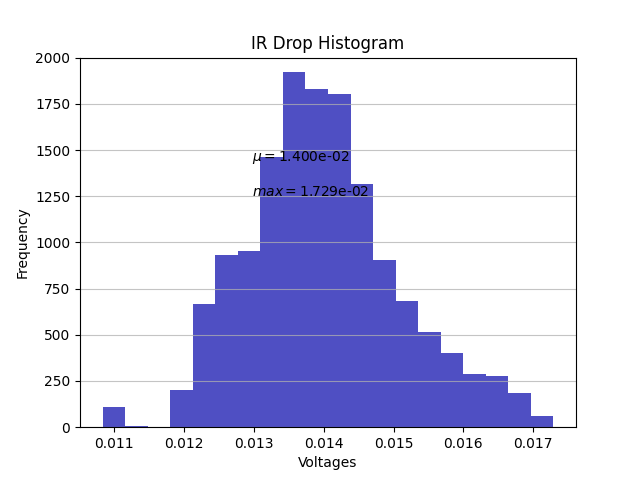 IR Drop Histogram
2000
1750
1500
1250
1000
750
500
250
0
Frequency
μ = 1.400e-02
max = 1.729e-02
0.011 0.012 0.013 0.014 0.015 0.016 0.017
Voltages